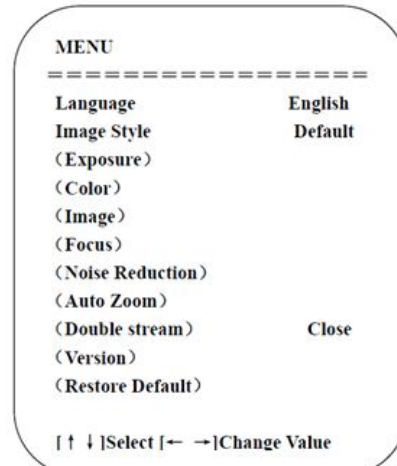 MENU
====================
Language English
Image Style Default
（Exposure）
（Color）
（Image）
（Focus）
（Noise Reduction）
（Auto Zoom）
（Double stream） Close
（Version）
（Restore Default）
[↑ ↓]Select [← →]Change Value